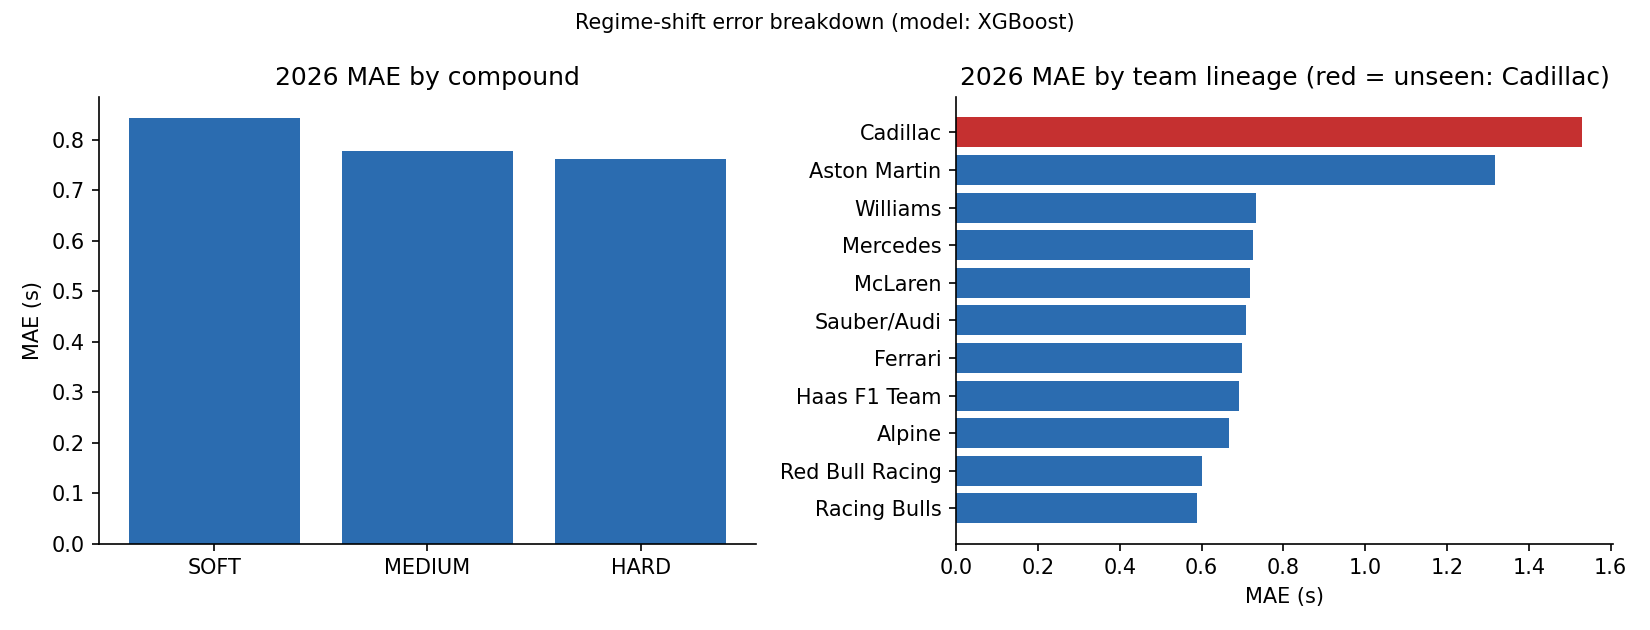 Regime-shift error breakdown (model: XGBoost)
2026 MAE by compound
MAE (s)
0.8
0.7
0.6
0.5
0.4
0.3
0.2
0.1
0.0
SOFT MEDIUM HARD
2026 MAE by team lineage (red = unseen: Cadillac)
Cadillac
Aston Martin
Williams
Mercedes
McLaren
Sauber/Audi
Ferrari
Haas F1 Team
Alpine
Red Bull Racing
Racing Bulls
0.0 0.2 0.4 0.6 0.8 1.0 1.2 1.4 1.6
MAE (s)